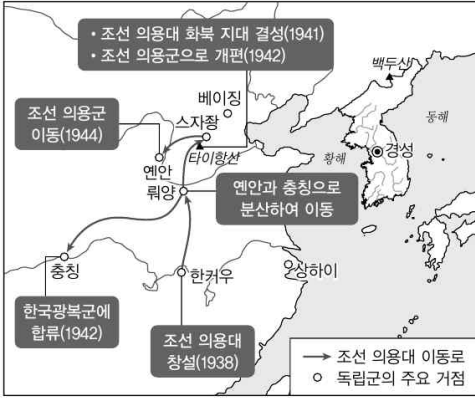 · 조선 의용대 화북 지대 결성(1941)
· 조선 의용군으로 개편(1942)
백두산
베이징
조선 의용군
이동(1944)
스자좡
동해
타이항산
황해
경성
옌안
뤄양
옌안과 충칭으로
분산하여 이동
충칭
한커우
상하이
한국광복군에
합류(1942)
조선 의용대
창설(1938)
조선 의용대 이동로
독립군의 주요 거점